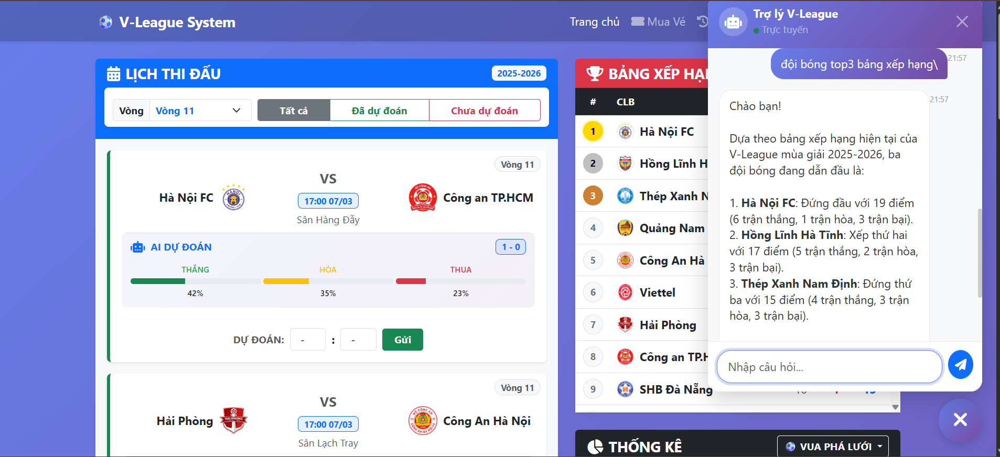 V-League System
Trang chủ
Mua Vé
LỊCH THI ĐẤU
2025-2026
Vòng
Vòng 11
Tất cả
Đã dự đoán
Chưa dự đoán
Vòng 11
Hà Nội FC
VS
17:00 07/03
Sân Hàng Đẫy
Công an TP.HCM
AI DỰ ĐOÁN
1 - 0
THẮNG
HÒA
THUA
42%
35%
23%
DỰ ĐOÁN:
-
:
-
Gửi
Vòng 11
Hải Phòng
VS
17:00 07/03
Sân Lạch Tray
Công An Hà Nội
BẢNG XẾP HẠ
# CLB
1 Hà Nội FC
2 Hồng Lĩnh H
3 Thép Xanh N
4 Quảng Nam
5 Công An Hà
6 Viettel
7 Hải Phòng
8 Công an TP.H
9 SHB Đà Nẵng
THỐNG KÊ
VUA PHÁ LƯỚI
Trợ lý V-League
Trực tuyến
đội bóng top3 bảng xếp hạng\
21:57
21:57
Chào bạn!
Dựa theo bảng xếp hạng hiện tại của
V-League mùa giải 2025-2026, ba
đội bóng đang dẫn đầu là:
1. Hà Nội FC: Đứng đầu với 19 điểm
(6 trận thắng, 1 trận hòa, 3 trận bại).
2. Hồng Lĩnh Hà Tĩnh: Xếp thứ hai
với 17 điểm (5 trận thắng, 2 trận hòa,
3 trận bại).
3. Thép Xanh Nam Định: Đứng thứ
ba với 15 điểm (4 trận thắng, 3 trận
hòa, 3 trận bại).
Nhập câu hỏi...